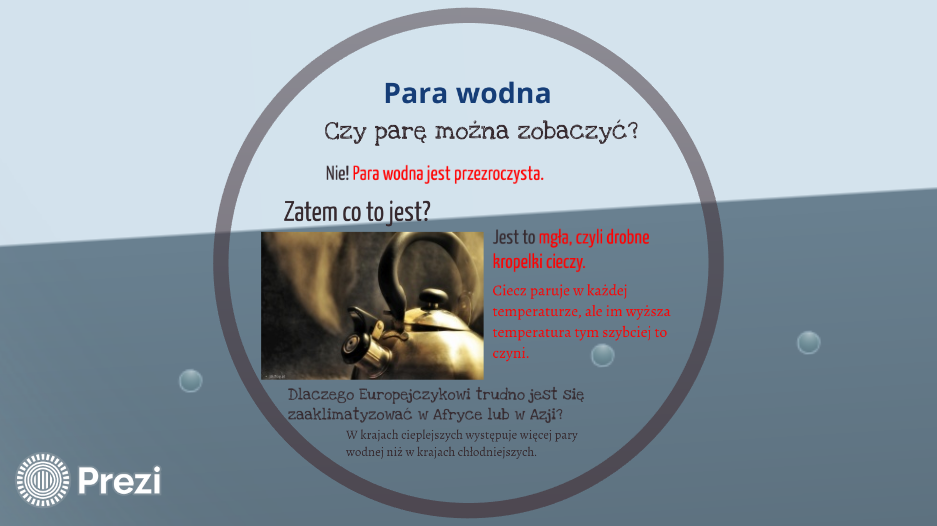 Para wodna
Czy parę można zobaczyć?
Nie! Para wodna jest przezroczysta.
Zatem co to jest?
Jest to mgła, czyli drobne
kropelki cieczy.
Ciecz paruje w każdej
temperaturze, ale im wyższa
temperatura tym szybciej to
czyni.
Dlaczego Europejczykowi trudno jest się
zaaklimatyzować w Afryce lub w Azji?
W krajach cieplejszych występuje więcej pary
wodnej niż w krajach chłodniejszych.
Prezi